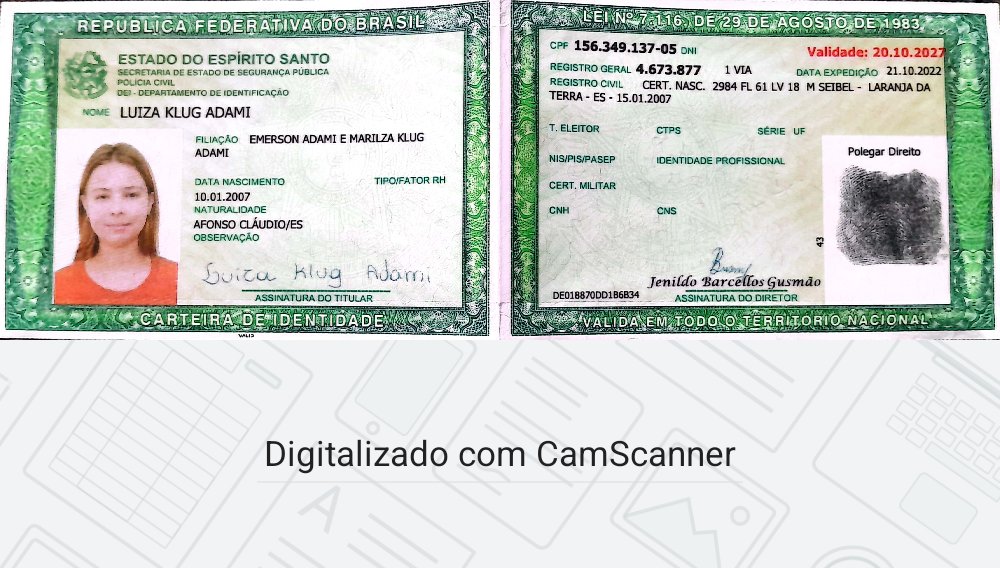 REPUBLICA FEDERATIVA DO BRASIL
ESTADO DO ESPÍRITO SANTO
SECRETARIA DE ESTADO DE SEGURANÇA PÚBLICA
POLÍCIA CIVIL
DEI - DEPARTAMENTO DE IDENTIFICAÇÃO
NOME LUIZA KLUG ADAMI
FILIAÇÃO EMERSON ADAMI E MARILZA KLUG
ADAMI
DATA NASCIMENTO TIPO/FATOR RH
10.01.2007
NATURALIDADE
AFONSO CLÁUDIO/ES
OBSERVAÇÃO
Luiza Klug Adami
ASSINATURA DO TITULAR
CARTEIRA DE IDENTIDADE
LEI Nº 7.116, DE 29 DE AGOSTO DE 1983
CPF 156.349.137-05 DNI
Validade: 20.10.2027
REGISTRO GERAL 4.673.877 1 VIA DATA EXPEDIÇÃO 21.10.2022
REGISTRO CIVIL CERT. NASC. 2984 FL 61 LV 18 M SEIBEL - LARANJA DA
TERRA - ES - 15.01.2007
T. ELEITOR CTPS SÉRIE UF
Polegar Direito
NIS/PIS/PASEP IDENTIDADE PROFISSIONAL
CERT. MILITAR
CNH CNS
43
Jenildo Barcellos Gusmão
DE018870DD1B6B34 ASSINATURA DO DIRETOR
VALIDA EM TODO O TERRITORIO NACIONAL
Digitalizado com CamScanner